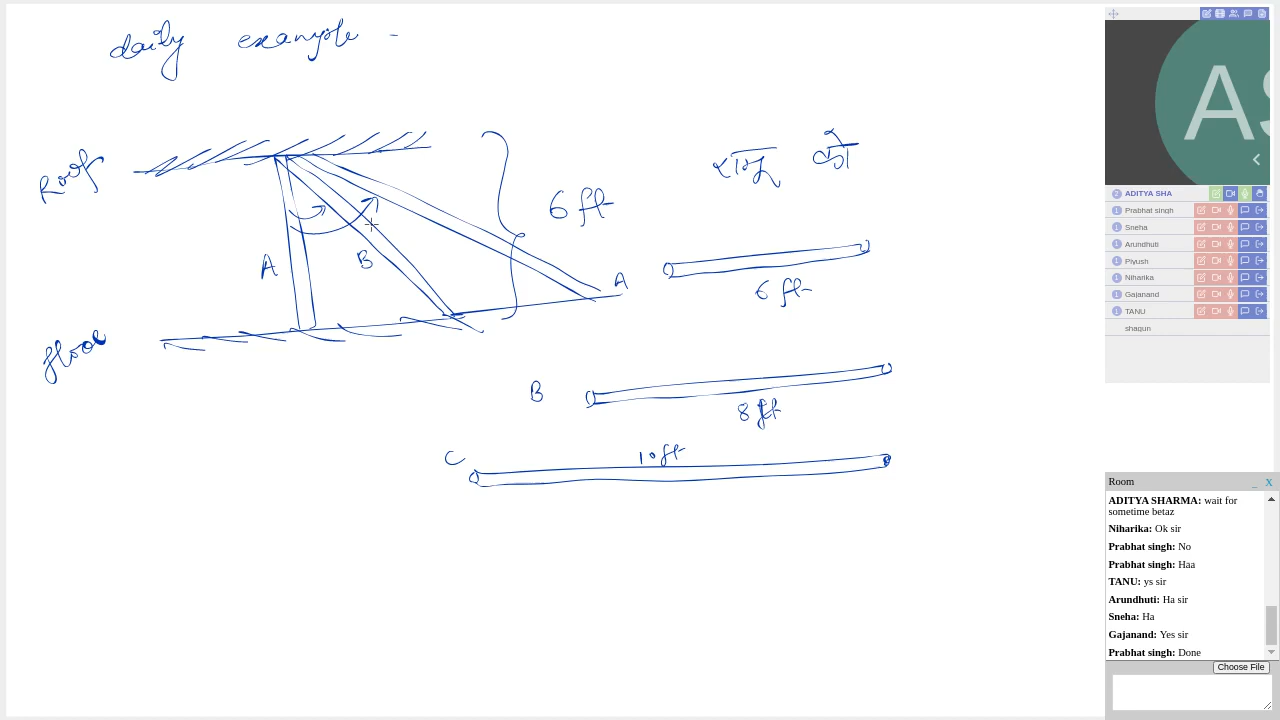 daily example -
Roof
6 ft
को
A
B
A
6 ft
floor
B
8 ft
C
10 ft
AS
ADITYA SHA
Prabhat singh
Sneha
Arundhuti
Piyush
Niharika
Gajanand
TANU
shagun
Room
_ X
ADITYA SHARMA: wait for
sometime betaz
Niharika: Ok sir
Prabhat singh: No
Prabhat singh: Haa
TANU: ys sir
Arundhuti: Ha sir
Sneha: Ha
Gajanand: Yes sir
Prabhat singh: Done
Choose File